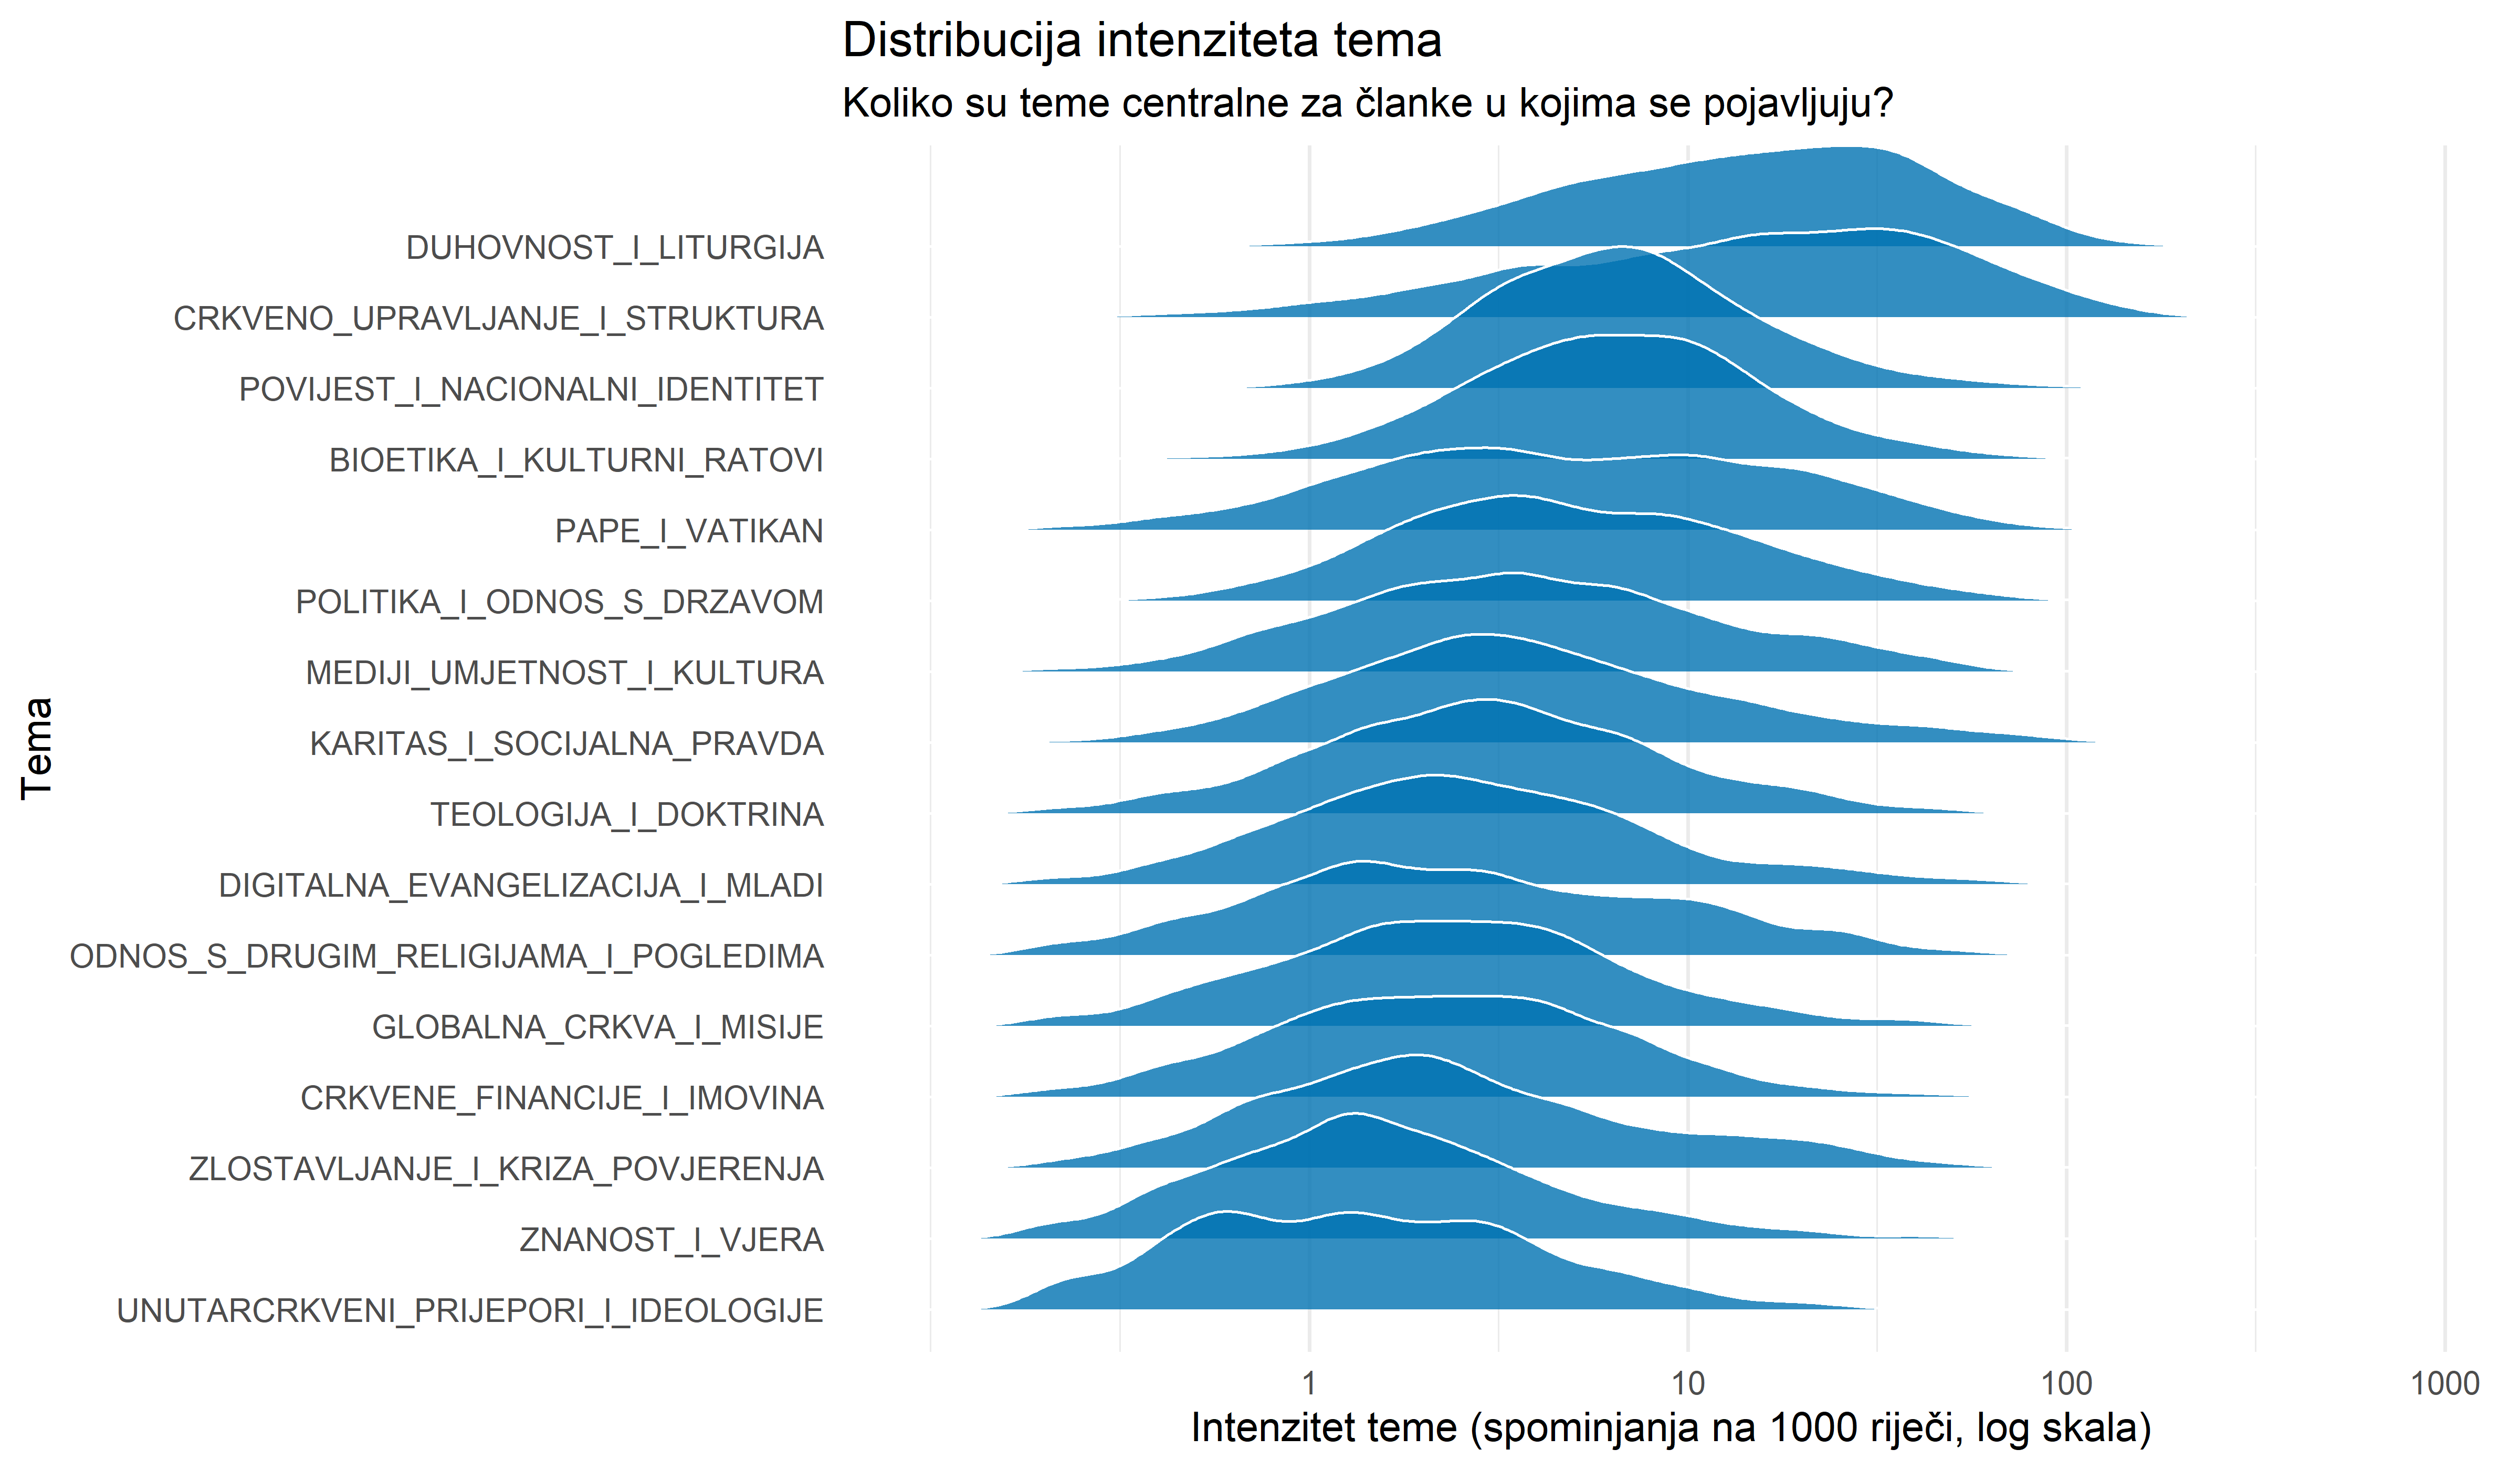 Distribucija intenziteta tema
Koliko su teme centralne za članke u kojima se pojavljuju?
Tema
DUHOVNOST_I_LITURGIJA
CRKVENO_UPRAVLJANJE_I_STRUKTURA
POVIJEST_I_NACIONALNI_IDENTITET
BIOETIKA_I_KULTURNI_RATOVI
PAPE_I_VATIKAN
POLITIKA_I_ODNOS_S_DRZAVOM
MEDIJI_UMJETNOST_I_KULTURA
KARITAS_I_SOCIJALNA_PRAVDA
TEOLOGIJA_I_DOKTRINA
DIGITALNA_EVANGELIZACIJA_I_MLADI
ODNOS_S_DRUGIM_RELIGIJAMA_I_POGLEDIMA
GLOBALNA_CRKVA_I_MISIJE
CRKVENE_FINANCIJE_I_IMOVINA
ZLOSTAVLJANJE_I_KRIZA_POVJERENJA
ZNANOST_I_VJERA
UNUTARCRKVENI_PRIJEPORI_I_IDEOLOGIJE
1 10 100 1000
Intenzitet teme (spominjanja na 1000 riječi, log skala)